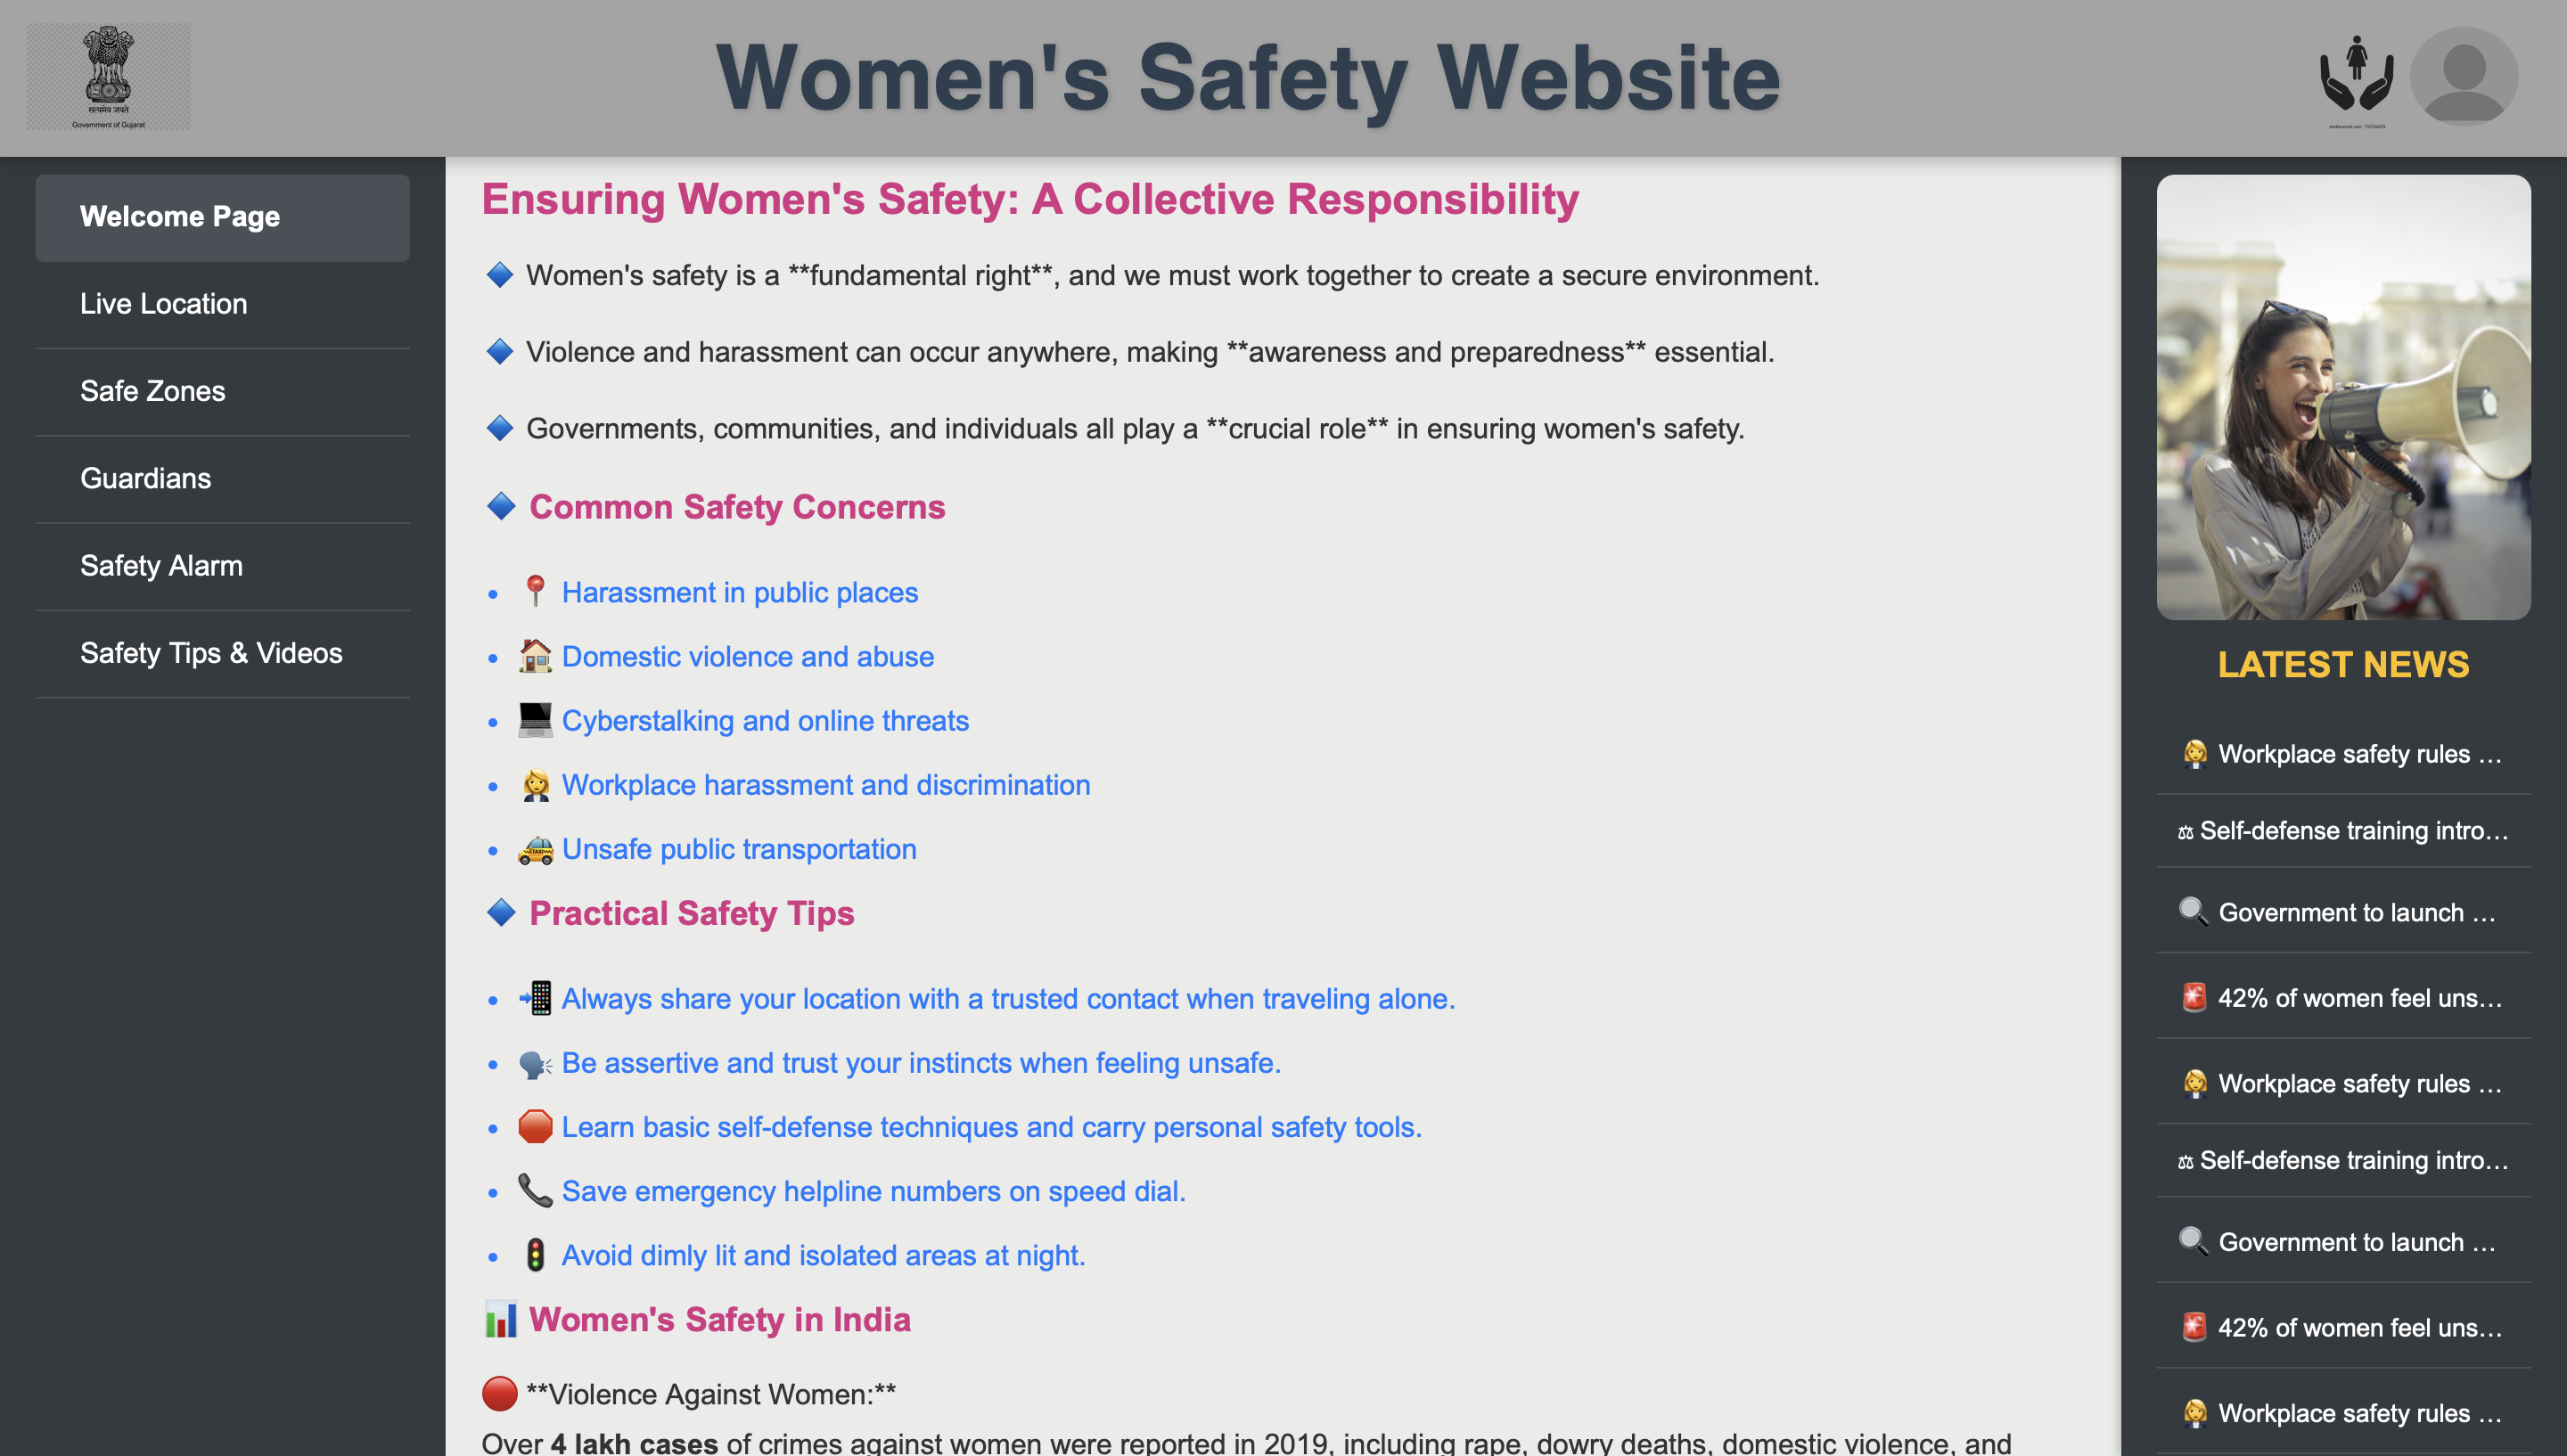 सत्यमेव जयते
Government of Gujarat
Women's Safety Website
Welcome Page
Live Location
Safe Zones
Guardians
Safety Alarm
Safety Tips & Videos
Ensuring Women's Safety: A Collective Responsibility
🔷 Women's safety is a **fundamental right**, and we must work together to create a secure environment.
🔷 Violence and harassment can occur anywhere, making **awareness and preparedness** essential.
🔷 Governments, communities, and individuals all play a **crucial role** in ensuring women's safety.
🔹 Common Safety Concerns
• 📍 Harassment in public places
• 🏠 Domestic violence and abuse
• 💻 Cyberstalking and online threats
• 👩‍💼 Workplace harassment and discrimination
• 🚕 Unsafe public transportation
🔹 Practical Safety Tips
• 📲 Always share your location with a trusted contact when traveling alone.
• 🗣️ Be assertive and trust your instincts when feeling unsafe.
• 🛑 Learn basic self-defense techniques and carry personal safety tools.
• 📞 Save emergency helpline numbers on speed dial.
• 🚦 Avoid dimly lit and isolated areas at night.
📊 Women's Safety in India
🔴 **Violence Against Women:**
Over 4 lakh cases of crimes against women were reported in 2019, including rape, dowry deaths, domestic violence, and
LATEST NEWS
👩‍💼 Workplace safety rules …
⚖ Self-defense training intro…
🔍 Government to launch …
🚨 42% of women feel uns…
👩‍💼 Workplace safety rules …
⚖ Self-defense training intro…
🔍 Government to launch …
🚨 42% of women feel uns…
👩‍💼 Workplace safety rules …